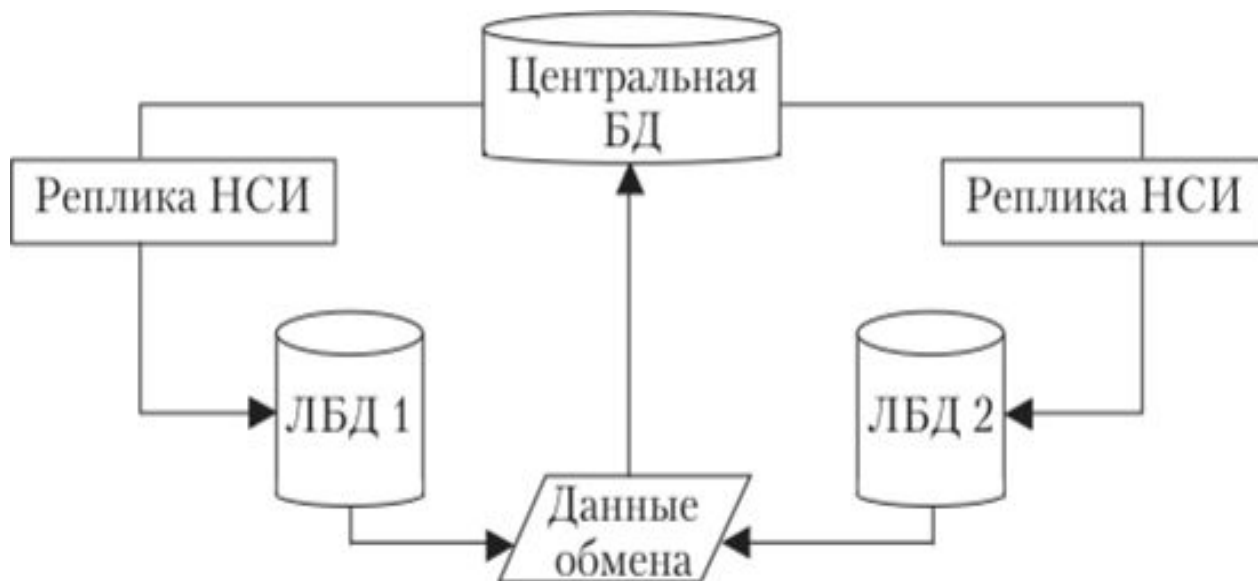 Центральная
БД
Реплика НСИ
Реплика НСИ
ЛБД 1
ЛБД 2
Данные
обмена